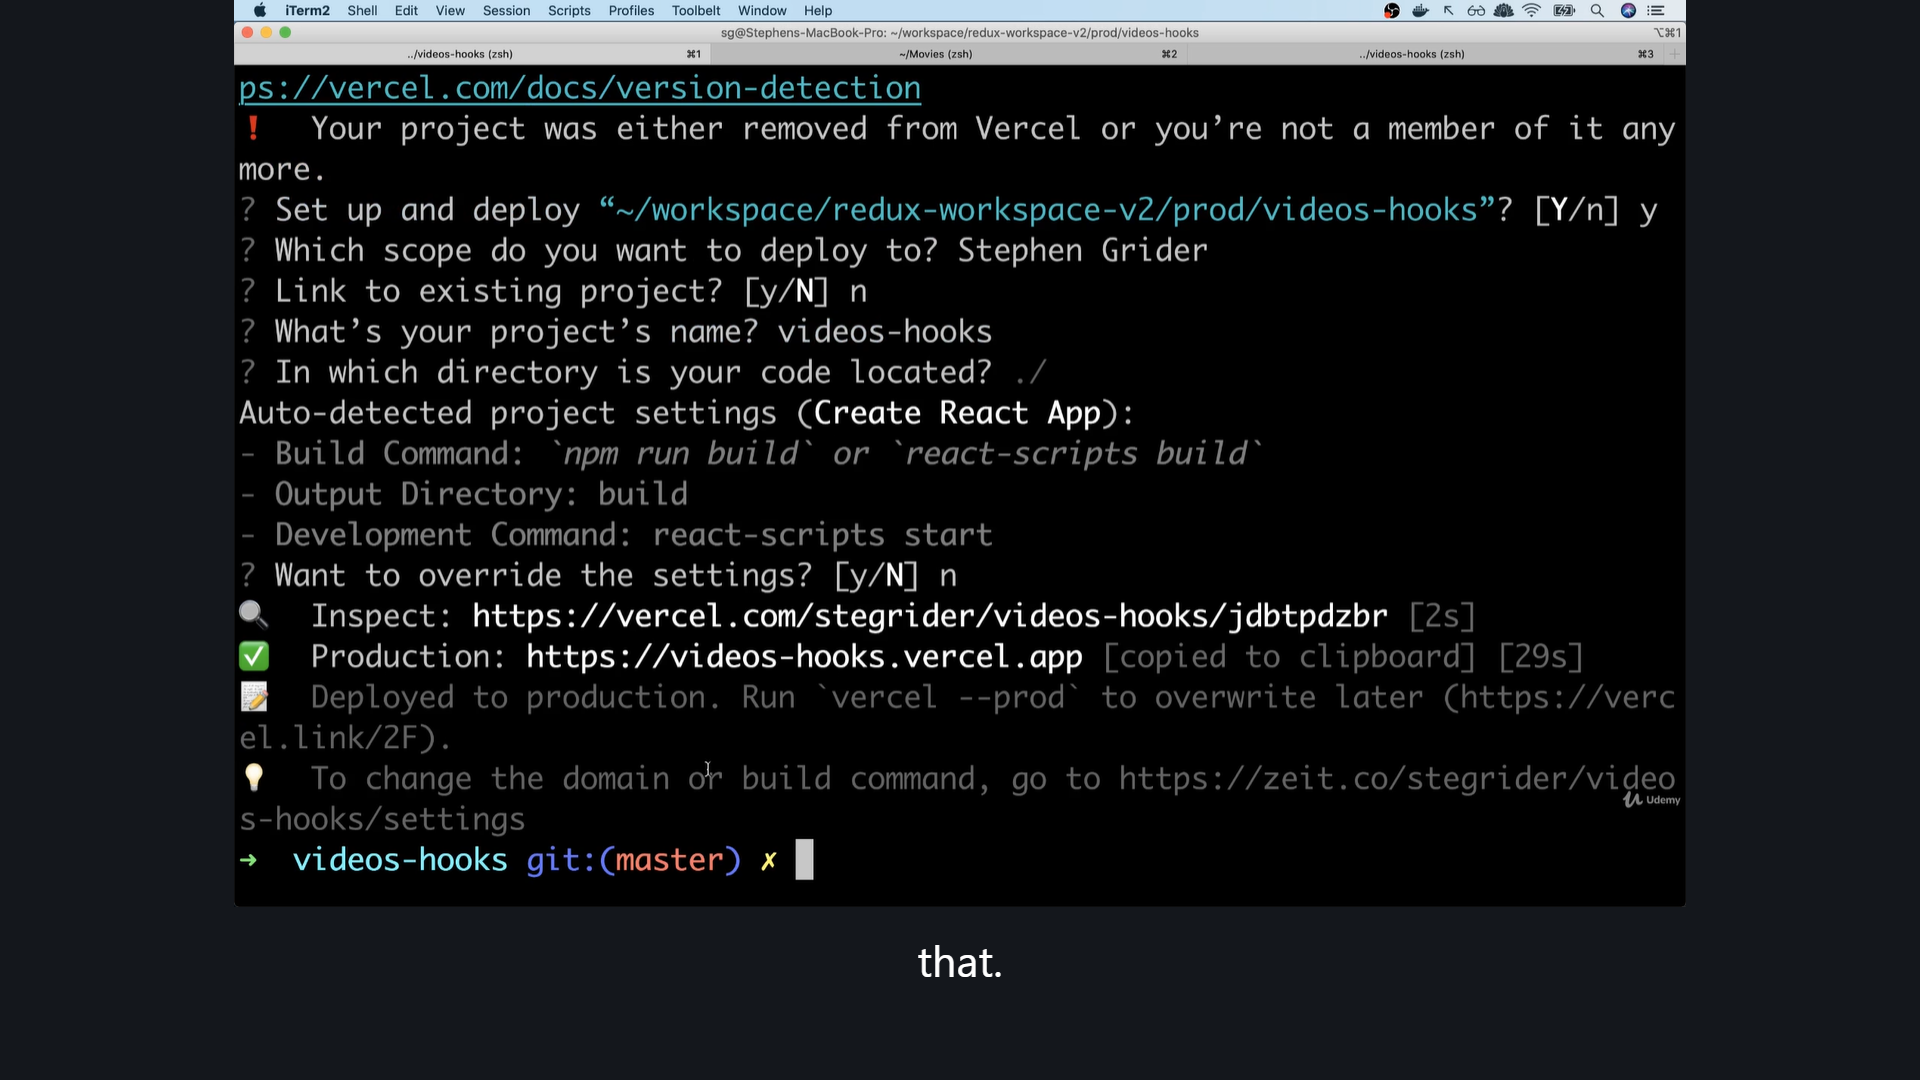 iTerm2 Shell Edit View Session Scripts Profiles Toolbelt Window Help
sg@Stephens-MacBook-Pro: ~/workspace/redux-workspace-v2/prod/videos-hooks ⌥⌘1
../videos-hooks (zsh) ⌘1 ~/Movies (zsh) ⌘2 ../videos-hooks (zsh) ⌘3
ps://vercel.com/docs/version-detection
❗ Your project was either removed from Vercel or you’re not a member of it any
more.
? Set up and deploy “~/workspace/redux-workspace-v2/prod/videos-hooks”? [Y/n] y
? Which scope do you want to deploy to? Stephen Grider
? Link to existing project? [y/N] n
? What’s your project’s name? videos-hooks
? In which directory is your code located? ./
Auto-detected project settings (Create React App):
- Build Command: `npm run build` or `react-scripts build`
- Output Directory: build
- Development Command: react-scripts start
? Want to override the settings? [y/N] n
🔍 Inspect: https://vercel.com/stegrider/videos-hooks/jdbtpdzbr [2s]
✅ Production: https://videos-hooks.vercel.app [copied to clipboard] [29s]
📝 Deployed to production. Run `vercel --prod` to overwrite later (https://verc
el.link/2F).
💡 To change the domain or build command, go to https://zeit.co/stegrider/video
s-hooks/settings
Udemy
➜ videos-hooks git:(master) ✗
that.